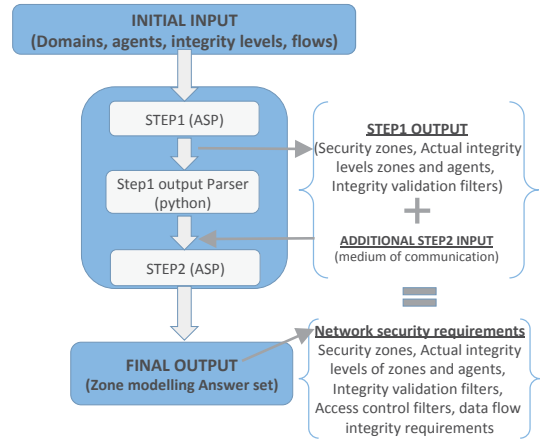 INITIAL INPUT
(Domains, agents, integrity levels, flows)
STEP1 (ASP)
Step1 output Parser
(python)
STEP2 (ASP)
STEP1 OUTPUT
(Security zones, Actual integrity
levels zones and agents,
Integrity validation filters)
ADDITIONAL STEP2 INPUT
(medium of communication)
FINAL OUTPUT
(Zone modelling Answer set)
Network security requirements
Security zones, Actual integrity
levels of zones and agents,
Integrity validation filters,
Access control filters, data flow
integrity requirements